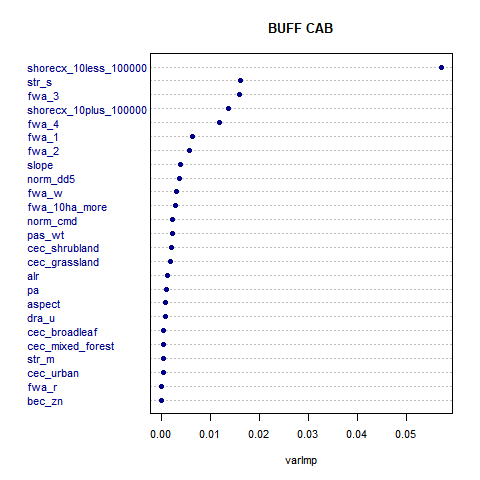 BUFF CAB
shorecx_10less_100000
str_s
fwa_3
shorecx_10plus_100000
fwa_4
fwa_1
fwa_2
slope
norm_dd5
fwa_w
fwa_10ha_more
norm_cmd
pas_wt
cec_shrubland
cec_grassland
alr
pa
aspect
dra_u
cec_broadleaf
cec_mixed_forest
str_m
cec_urban
fwa_r
bec_zn
0.00 0.01 0.02 0.03 0.04 0.05
varImp